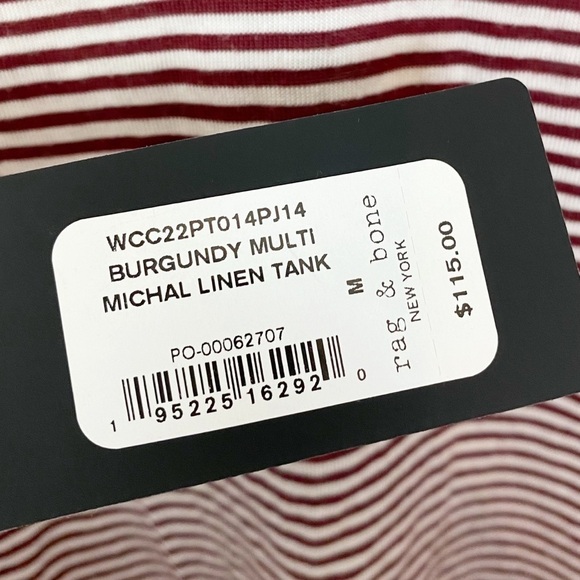 WCC22PT014PJ14
BURGUNDY MULTI
MICHAL LINEN TANK
PO-00062707
1 95225 16292 0
M
rag & bone
NEW YORK
$115.00